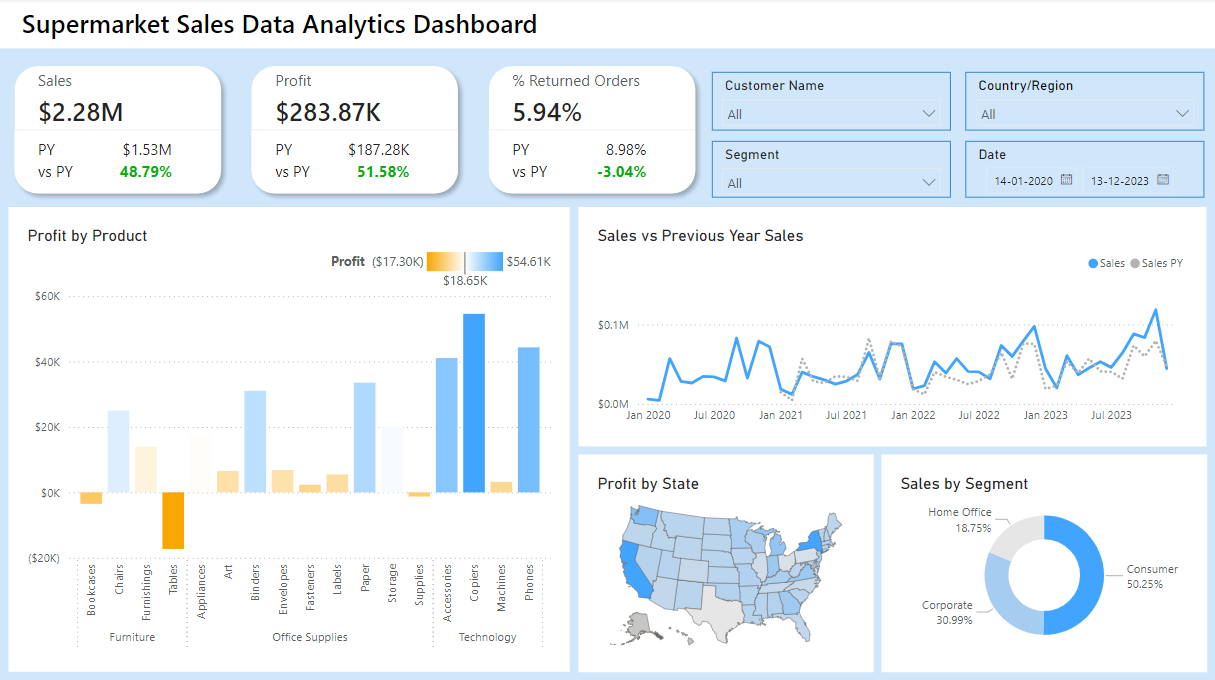 Supermarket Sales Data Analytics Dashboard
Sales
$2.28M
PY $1.53M
vs PY 48.79%
Profit
$283.87K
PY $187.28K
vs PY 51.58%
% Returned Orders
5.94%
PY 8.98%
vs PY -3.04%
Customer Name
All
Country/Region
All
Segment
All
Date
14-01-2020 13-12-2023
Profit by Product
Profit ($17.30K) $54.61K
$18.65K
$60K
$40K
$20K
$0K
($20K)
Bookcases
Chairs
Furnishings
Tables
Appliances
Art
Binders
Envelopes
Fasteners
Labels
Paper
Storage
Supplies
Accessories
Copiers
Machines
Phones
Furniture Office Supplies Technology
Sales vs Previous Year Sales
Sales Sales PY
$0.1M
$0.0M
Jan 2020 Jul 2020 Jan 2021 Jul 2021 Jan 2022 Jul 2022 Jan 2023 Jul 2023
Profit by State
Sales by Segment
Home Office
18.75%
Consumer
50.25%
Corporate
30.99%